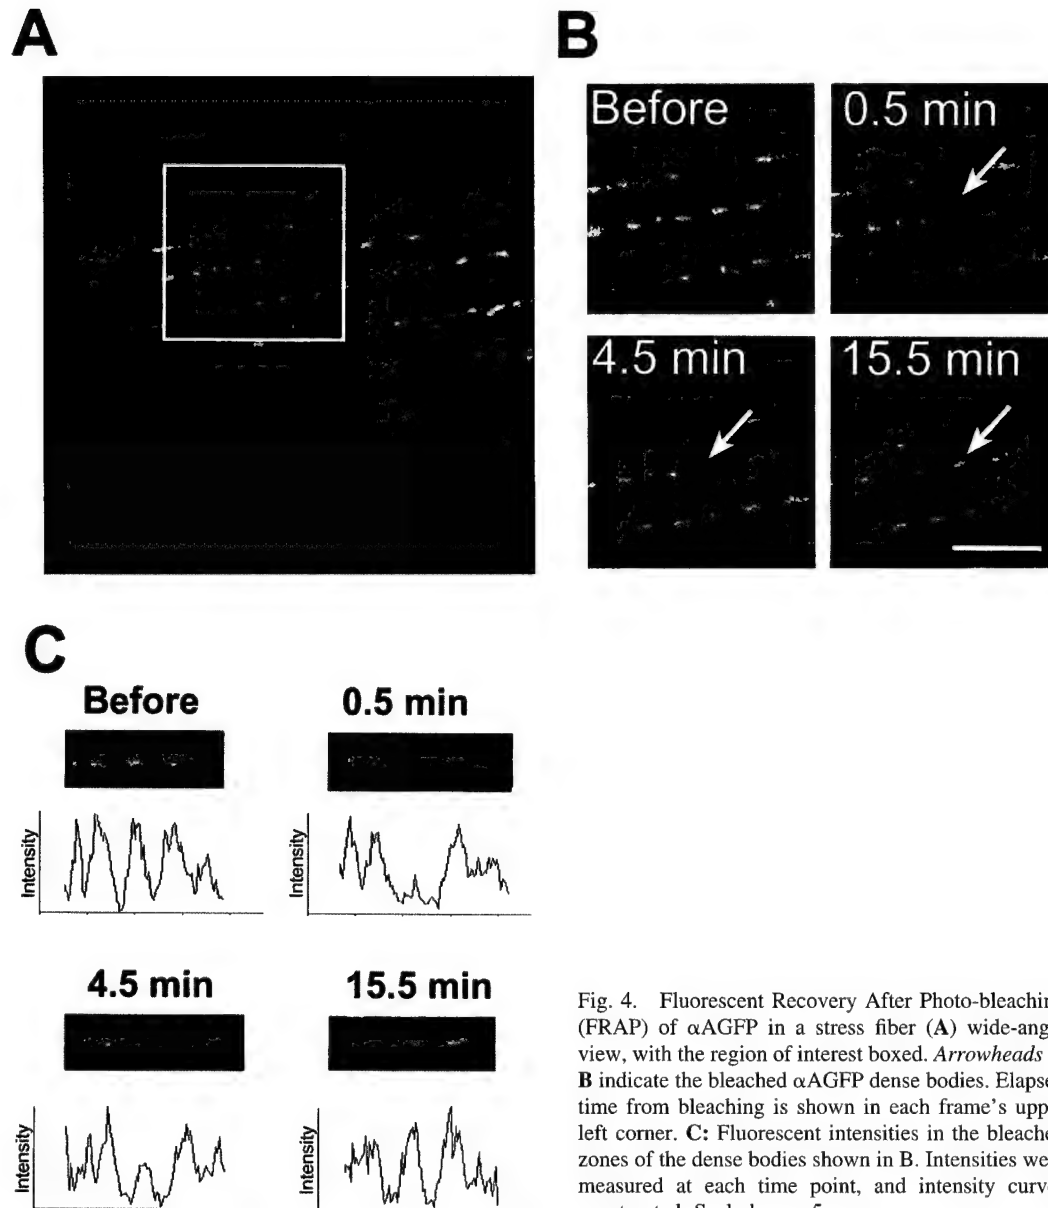 A
B
Before
0.5 min
4.5 min
15.5 min
C
Before
0.5 min
Intensity
Intensity
4.5 min
15.5 min
Intensity
Intensity
Fig. 4. Fluorescent Recovery After Photo-bleachin
(FRAP) of αAGFP in a stress fiber (A) wide-ang
view, with the region of interest boxed. Arrowheads
B indicate the bleached αAGFP dense bodies. Elapse
time from bleaching is shown in each frame's upp
left corner. C: Fluorescent intensities in the bleache
zones of the dense bodies shown in B. Intensities we
measured at each time point, and intensity curv